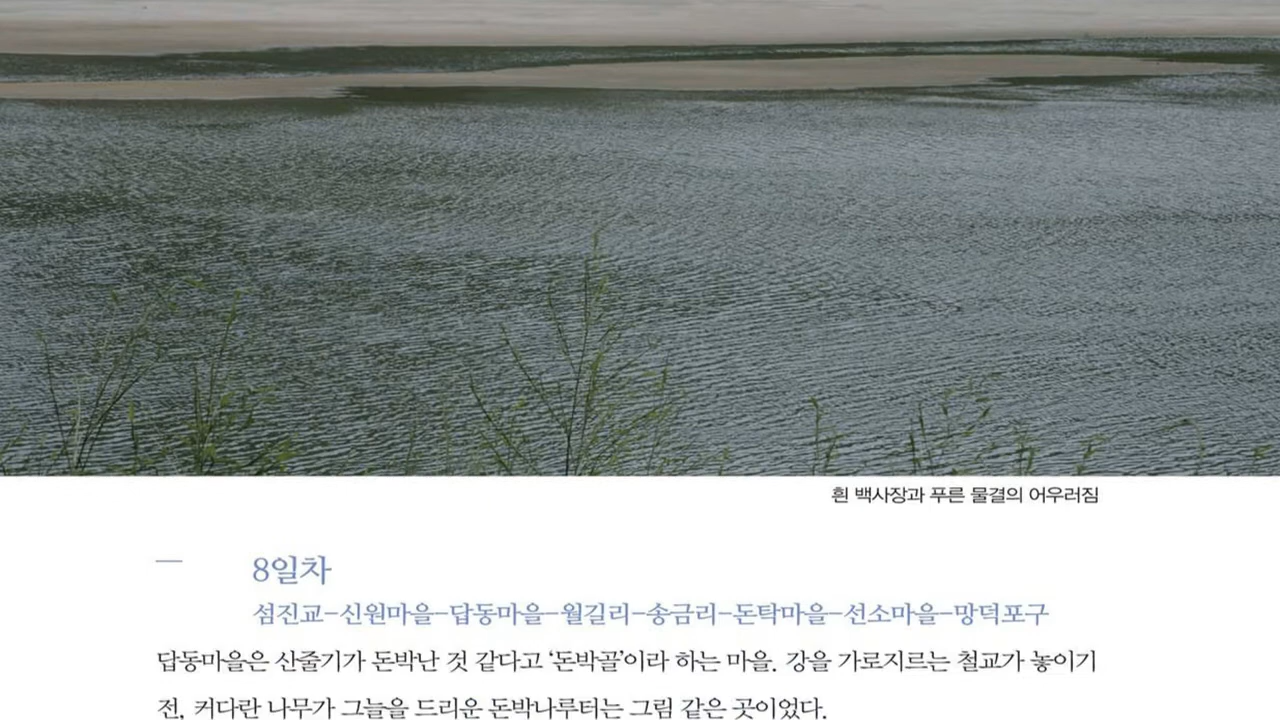 흰 백사장과 푸른 물결의 어우러짐
8일차
섬진교-신원마을-답동마을-월길리-송금리-돈탁마을-선소마을-망덕포구
답동마을은 산줄기가 돈박난 것 같다고 ‘돈박골’이라 하는 마을. 강을 가로지르는 철교가 놓이기
전, 커다란 나무가 그늘을 드리운 돈박나루터는 그림 같은 곳이었다.